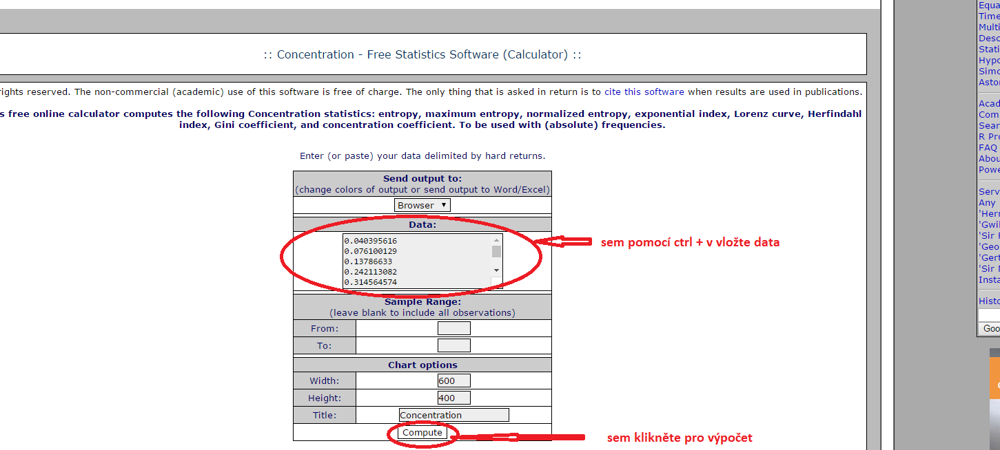 :: Concentration - Free Statistics Software (Calculator) ::
rights reserved. The non-commercial (academic) use of this software is free of charge. The only thing that is asked in return is to cite this software when results are used in publications.
s free online calculator computes the following Concentration statistics: entropy, maximum entropy, normalized entropy, exponential index, Lorenz curve, Herfindahl
index, Gini coefficient, and concentration coefficient. To be used with (absolute) frequencies.
Enter (or paste) your data delimited by hard returns.
Send output to:
(change colors of output or send output to Word/Excel)
Browser
Data:
0.040395616
0.076100129
0.13786633
0.242113082
0.314564574
sem pomocí ctrl + v vložte data
Sample Range:
(leave blank to include all observations)
From:
To:
Chart options
Width: 600
Height: 400
Title: Concentration
Compute
sem klikněte pro výpočet
Equa
Time
Multi
Desc
Stati
Hypo
Simo
Asto
Acad
Com
Sear
R Pro
FAQ
Abou
Powe
Serv
Any
'Herm
'Gwil
'Sir
'Geo
'Gert
'Sir
Insta
Histo
Goo